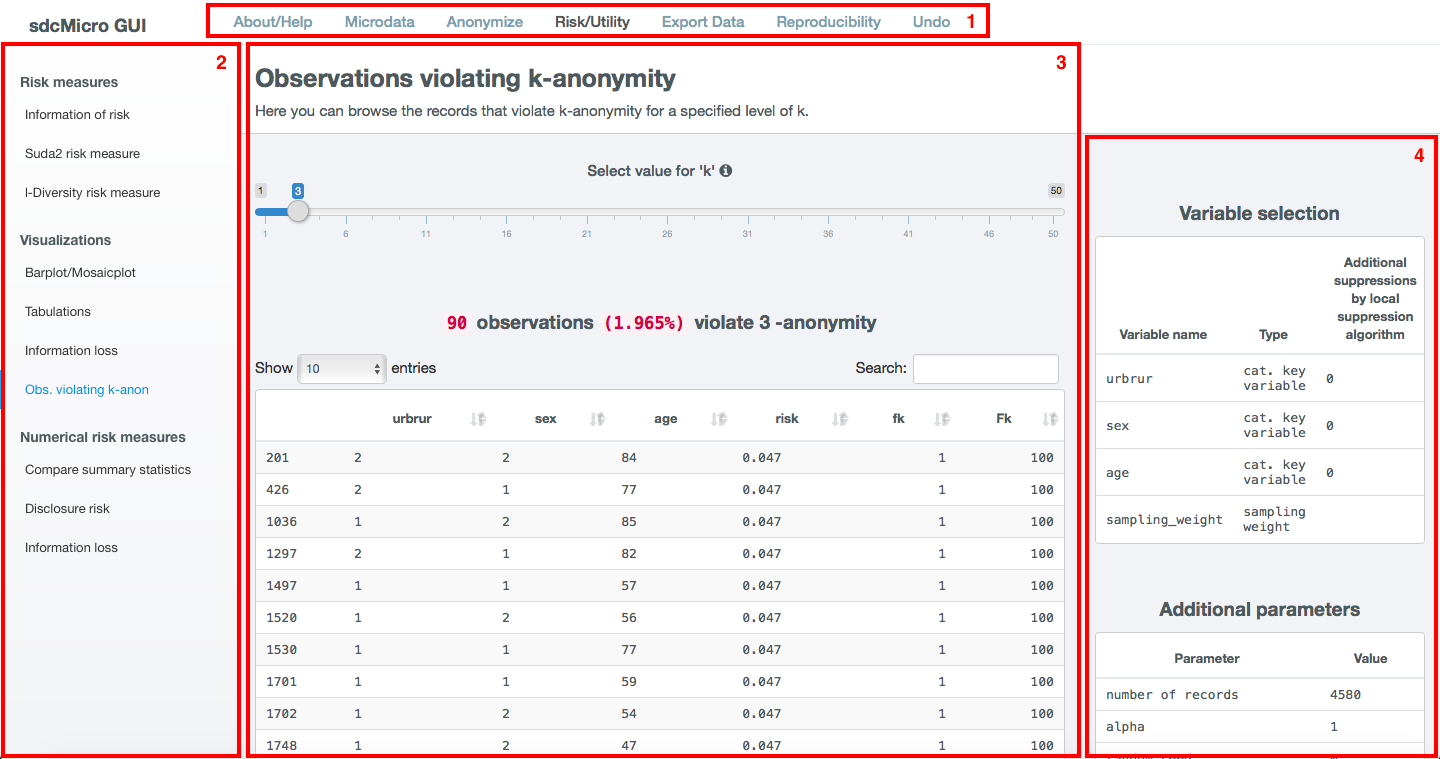 sdcMicro GUI
About/Help Microdata Anonymize Risk/Utility Export Data Reproducibility Undo 1
2
Risk measures
Information of risk
Suda2 risk measure
l-Diversity risk measure
Visualizations
Barplot/Mosaicplot
Tabulations
Information loss
Obs. violating k-anon
Numerical risk measures
Compare summary statistics
Disclosure risk
Information loss
3
Observations violating k-anonymity
Here you can browse the records that violate k-anonymity for a specified level of k.
Select value for 'k'
1 3 50
1 6 11 16 21 26 31 36 41 46 50
90 observations (1.965%) violate 3 -anonymity
Show 10 entries Search:
urbrur sex age risk fk Fk
201 2 2 84 0.047 1 100
426 2 1 77 0.047 1 100
1036 1 2 85 0.047 1 100
1297 2 1 82 0.047 1 100
1497 1 1 57 0.047 1 100
1520 1 2 56 0.047 1 100
1530 1 1 77 0.047 1 100
1701 1 1 59 0.047 1 100
1702 1 2 54 0.047 1 100
1748 1 2 47 0.047 1 100
4
Variable selection
Variable name Type Additional suppressions by local suppression algorithm
urbrur cat. key variable 0
sex cat. key variable 0
age cat. key variable 0
sampling_weight sampling weight
Additional parameters
Parameter Value
number of records 4580
alpha 1